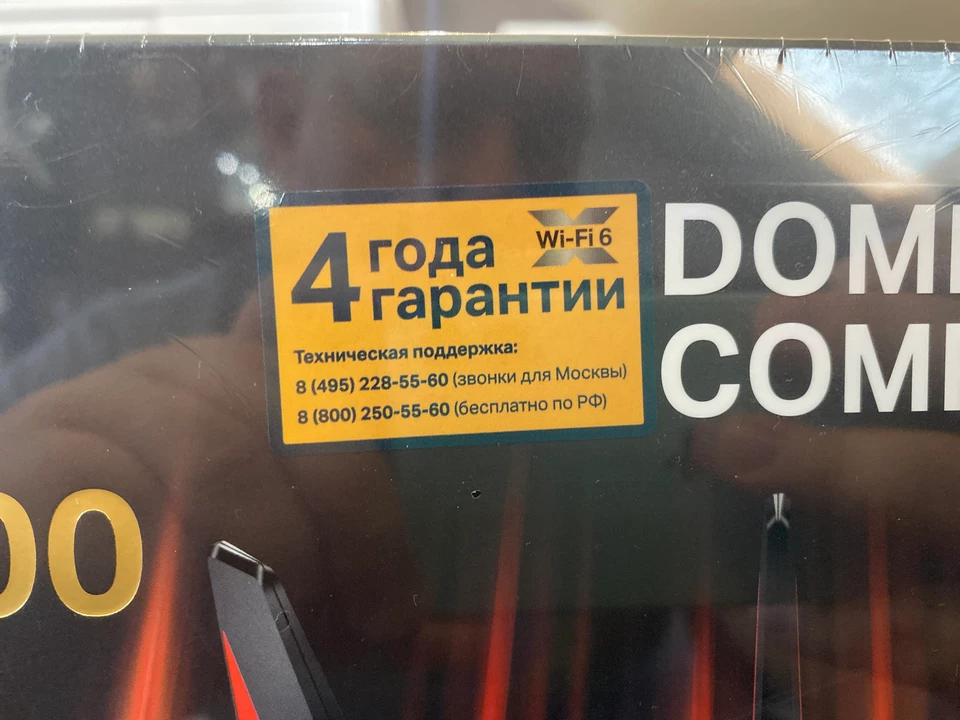 4 года
гарантии
Wi-Fi 6
Техническая поддержка:
8 (495) 228-55-60 (звонки для Москвы)
8 (800) 250-55-60 (бесплатно по РФ)
DOMI
COM
00